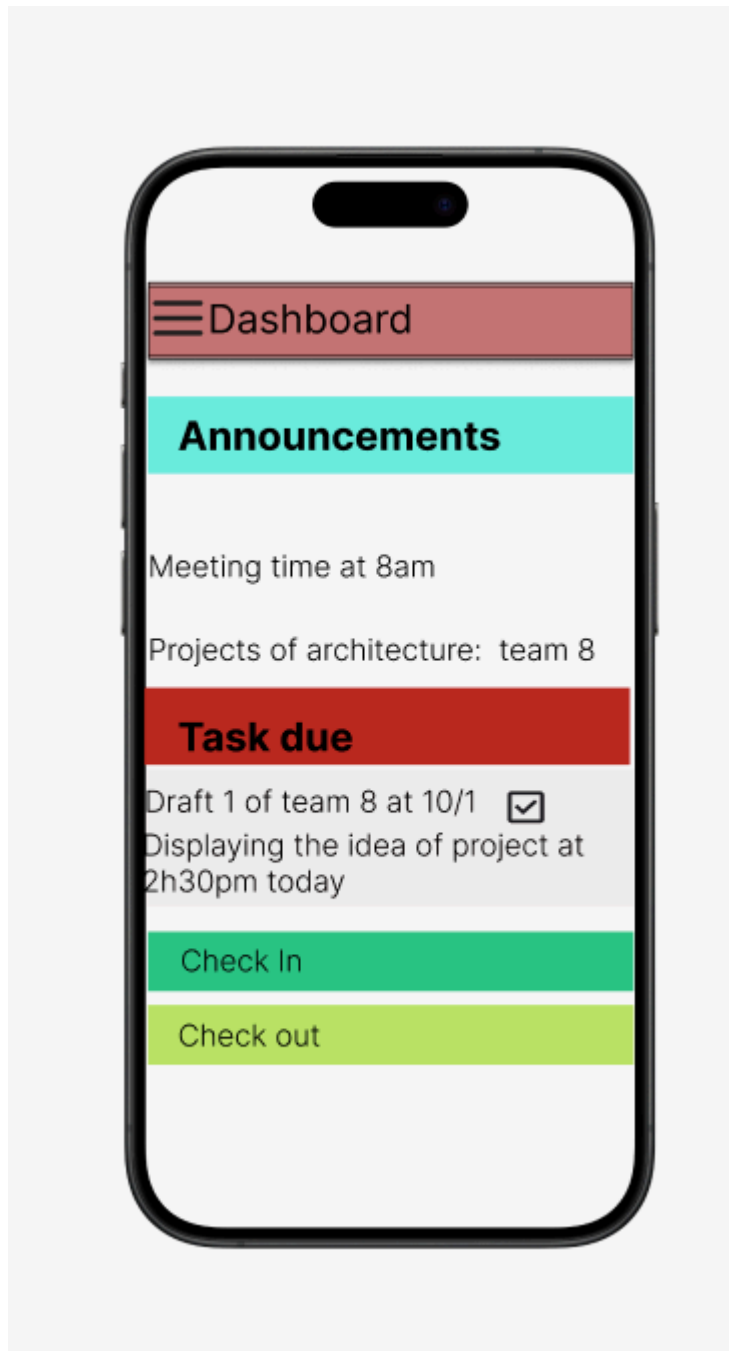 Dashboard
Announcements
Meeting time at 8am
Projects of architecture: team 8
Task due
Draft 1 of team 8 at 10/1
Displaying the idea of project at
2h30pm today
Check In
Check out